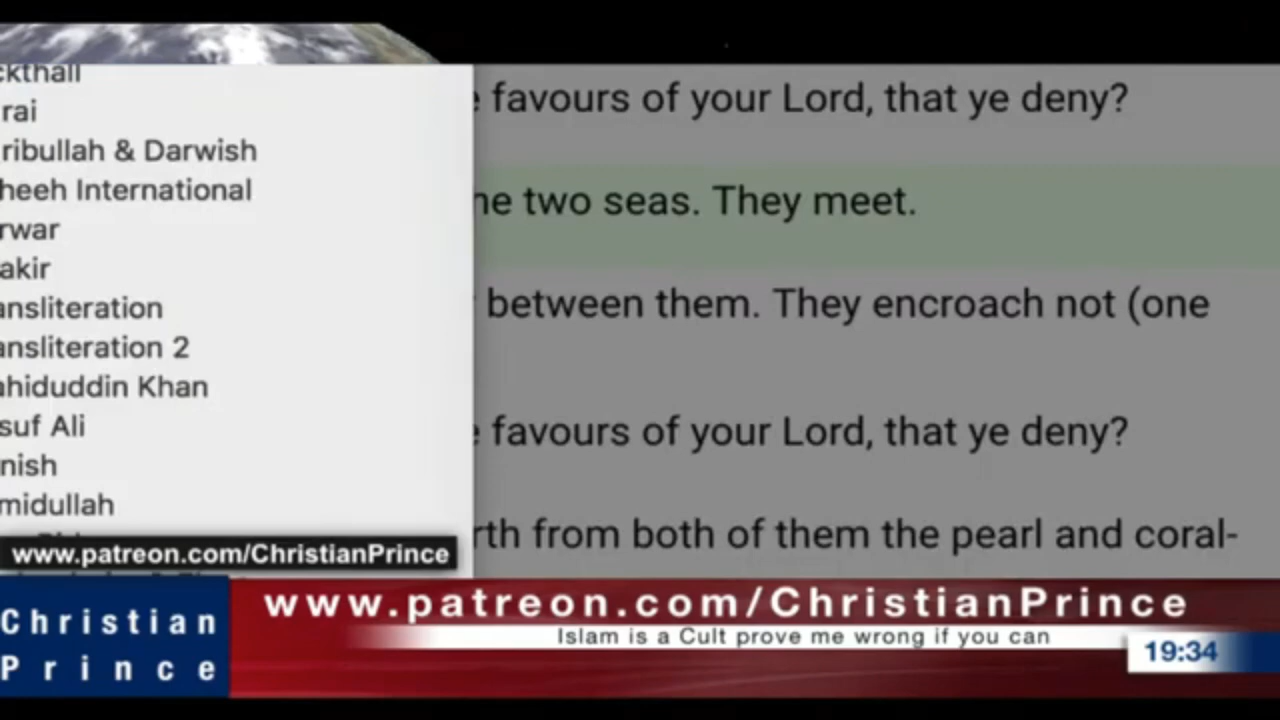 ckthall
rai
ribullah & Darwish
heeh International
rwar
akir
ansliteration
ansliteration 2
ahiduddin Khan
suf Ali
nish
midullah
favours of your Lord, that ye deny?
he two seas. They meet.
between them. They encroach not (one
favours of your Lord, that ye deny?
rth from both of them the pearl and coral-
www.patreon.com/ChristianPrince
Christian
Prince
www.patreon.com/ChristianPrince
Islam is a Cult prove me wrong if you can
19:34